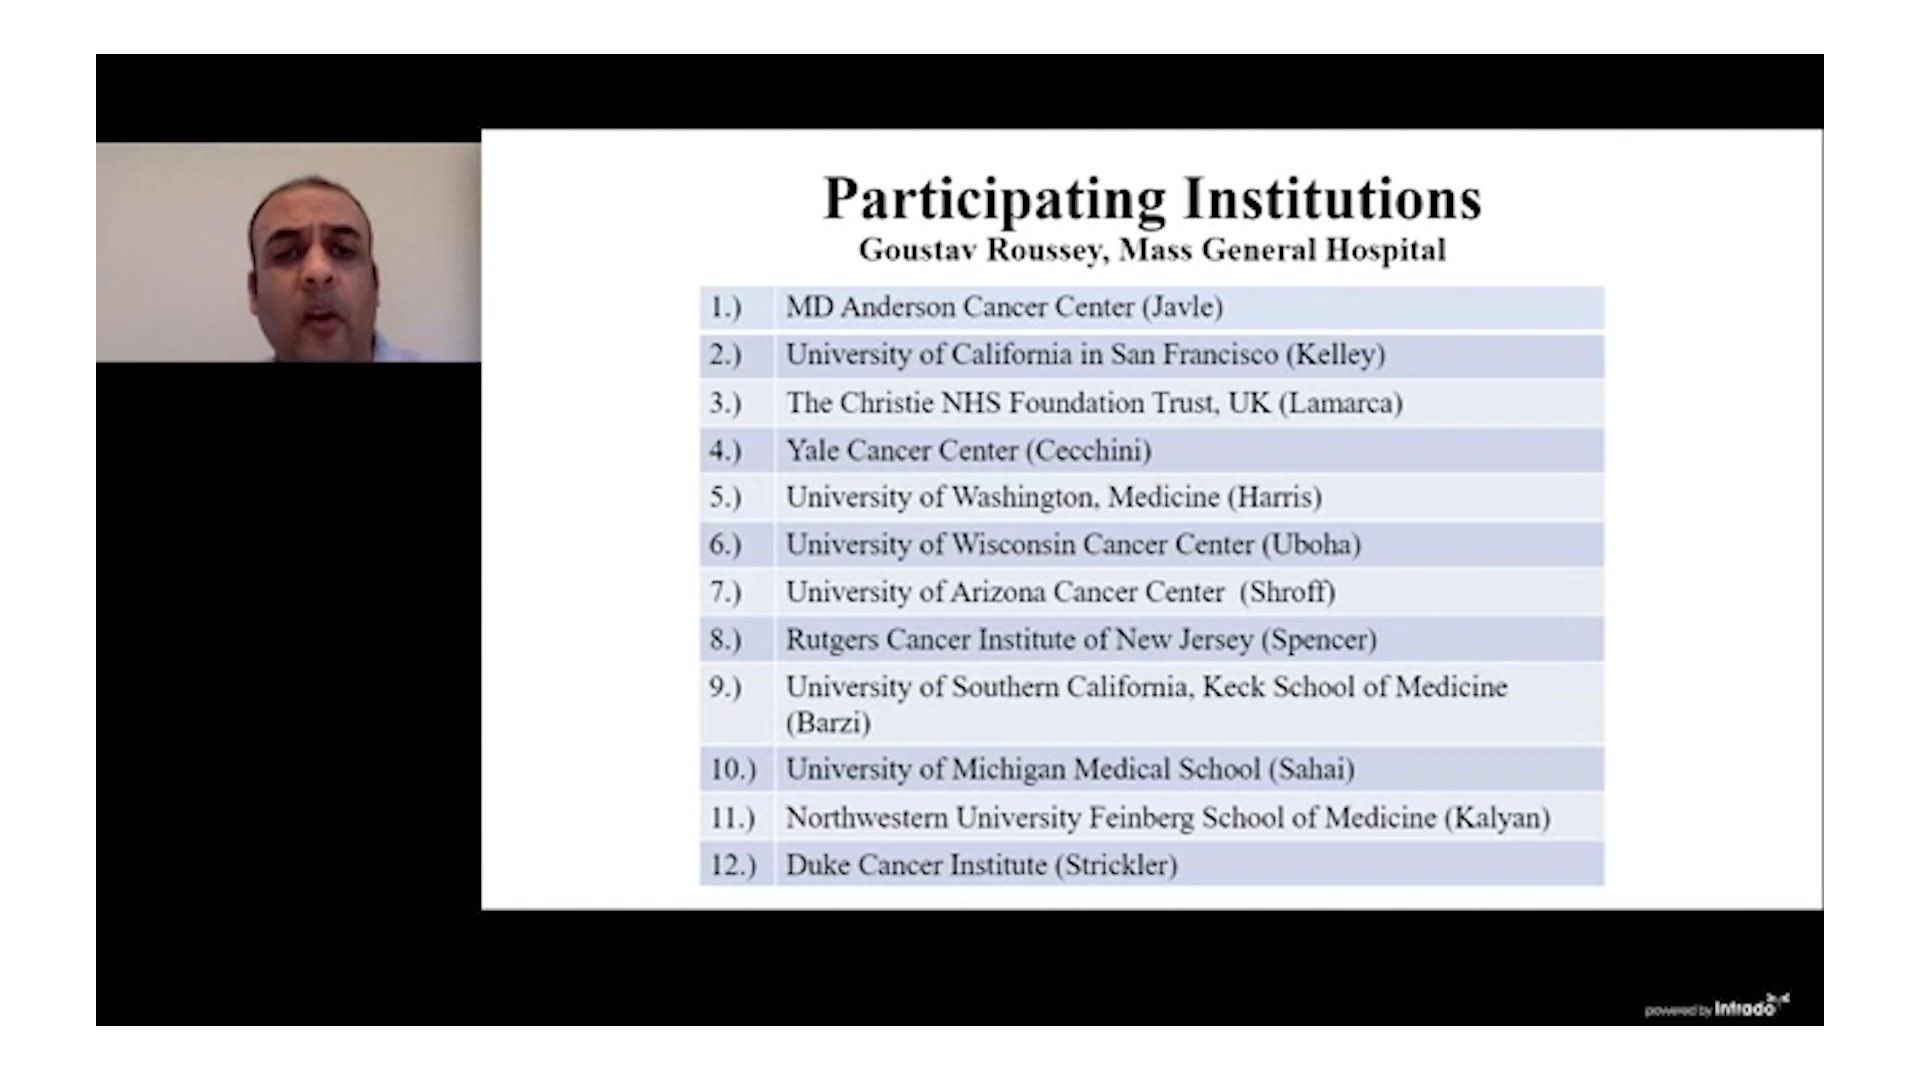 Participating Institutions
Goustav Roussey, Mass General Hospital
1.) MD Anderson Cancer Center (Javle)
2.) University of California in San Francisco (Kelley)
3.) The Christie NHS Foundation Trust, UK (Lamarca)
4.) Yale Cancer Center (Cecchini)
5.) University of Washington, Medicine (Harris)
6.) University of Wisconsin Cancer Center (Uboha)
7.) University of Arizona Cancer Center (Shroff)
8.) Rutgers Cancer Institute of New Jersey (Spencer)
9.) University of Southern California, Keck School of Medicine
(Barzi)
10.) University of Michigan Medical School (Sahai)
11.) Northwestern University Feinberg School of Medicine (Kalyan)
12.) Duke Cancer Institute (Strickler)
powered by intrado